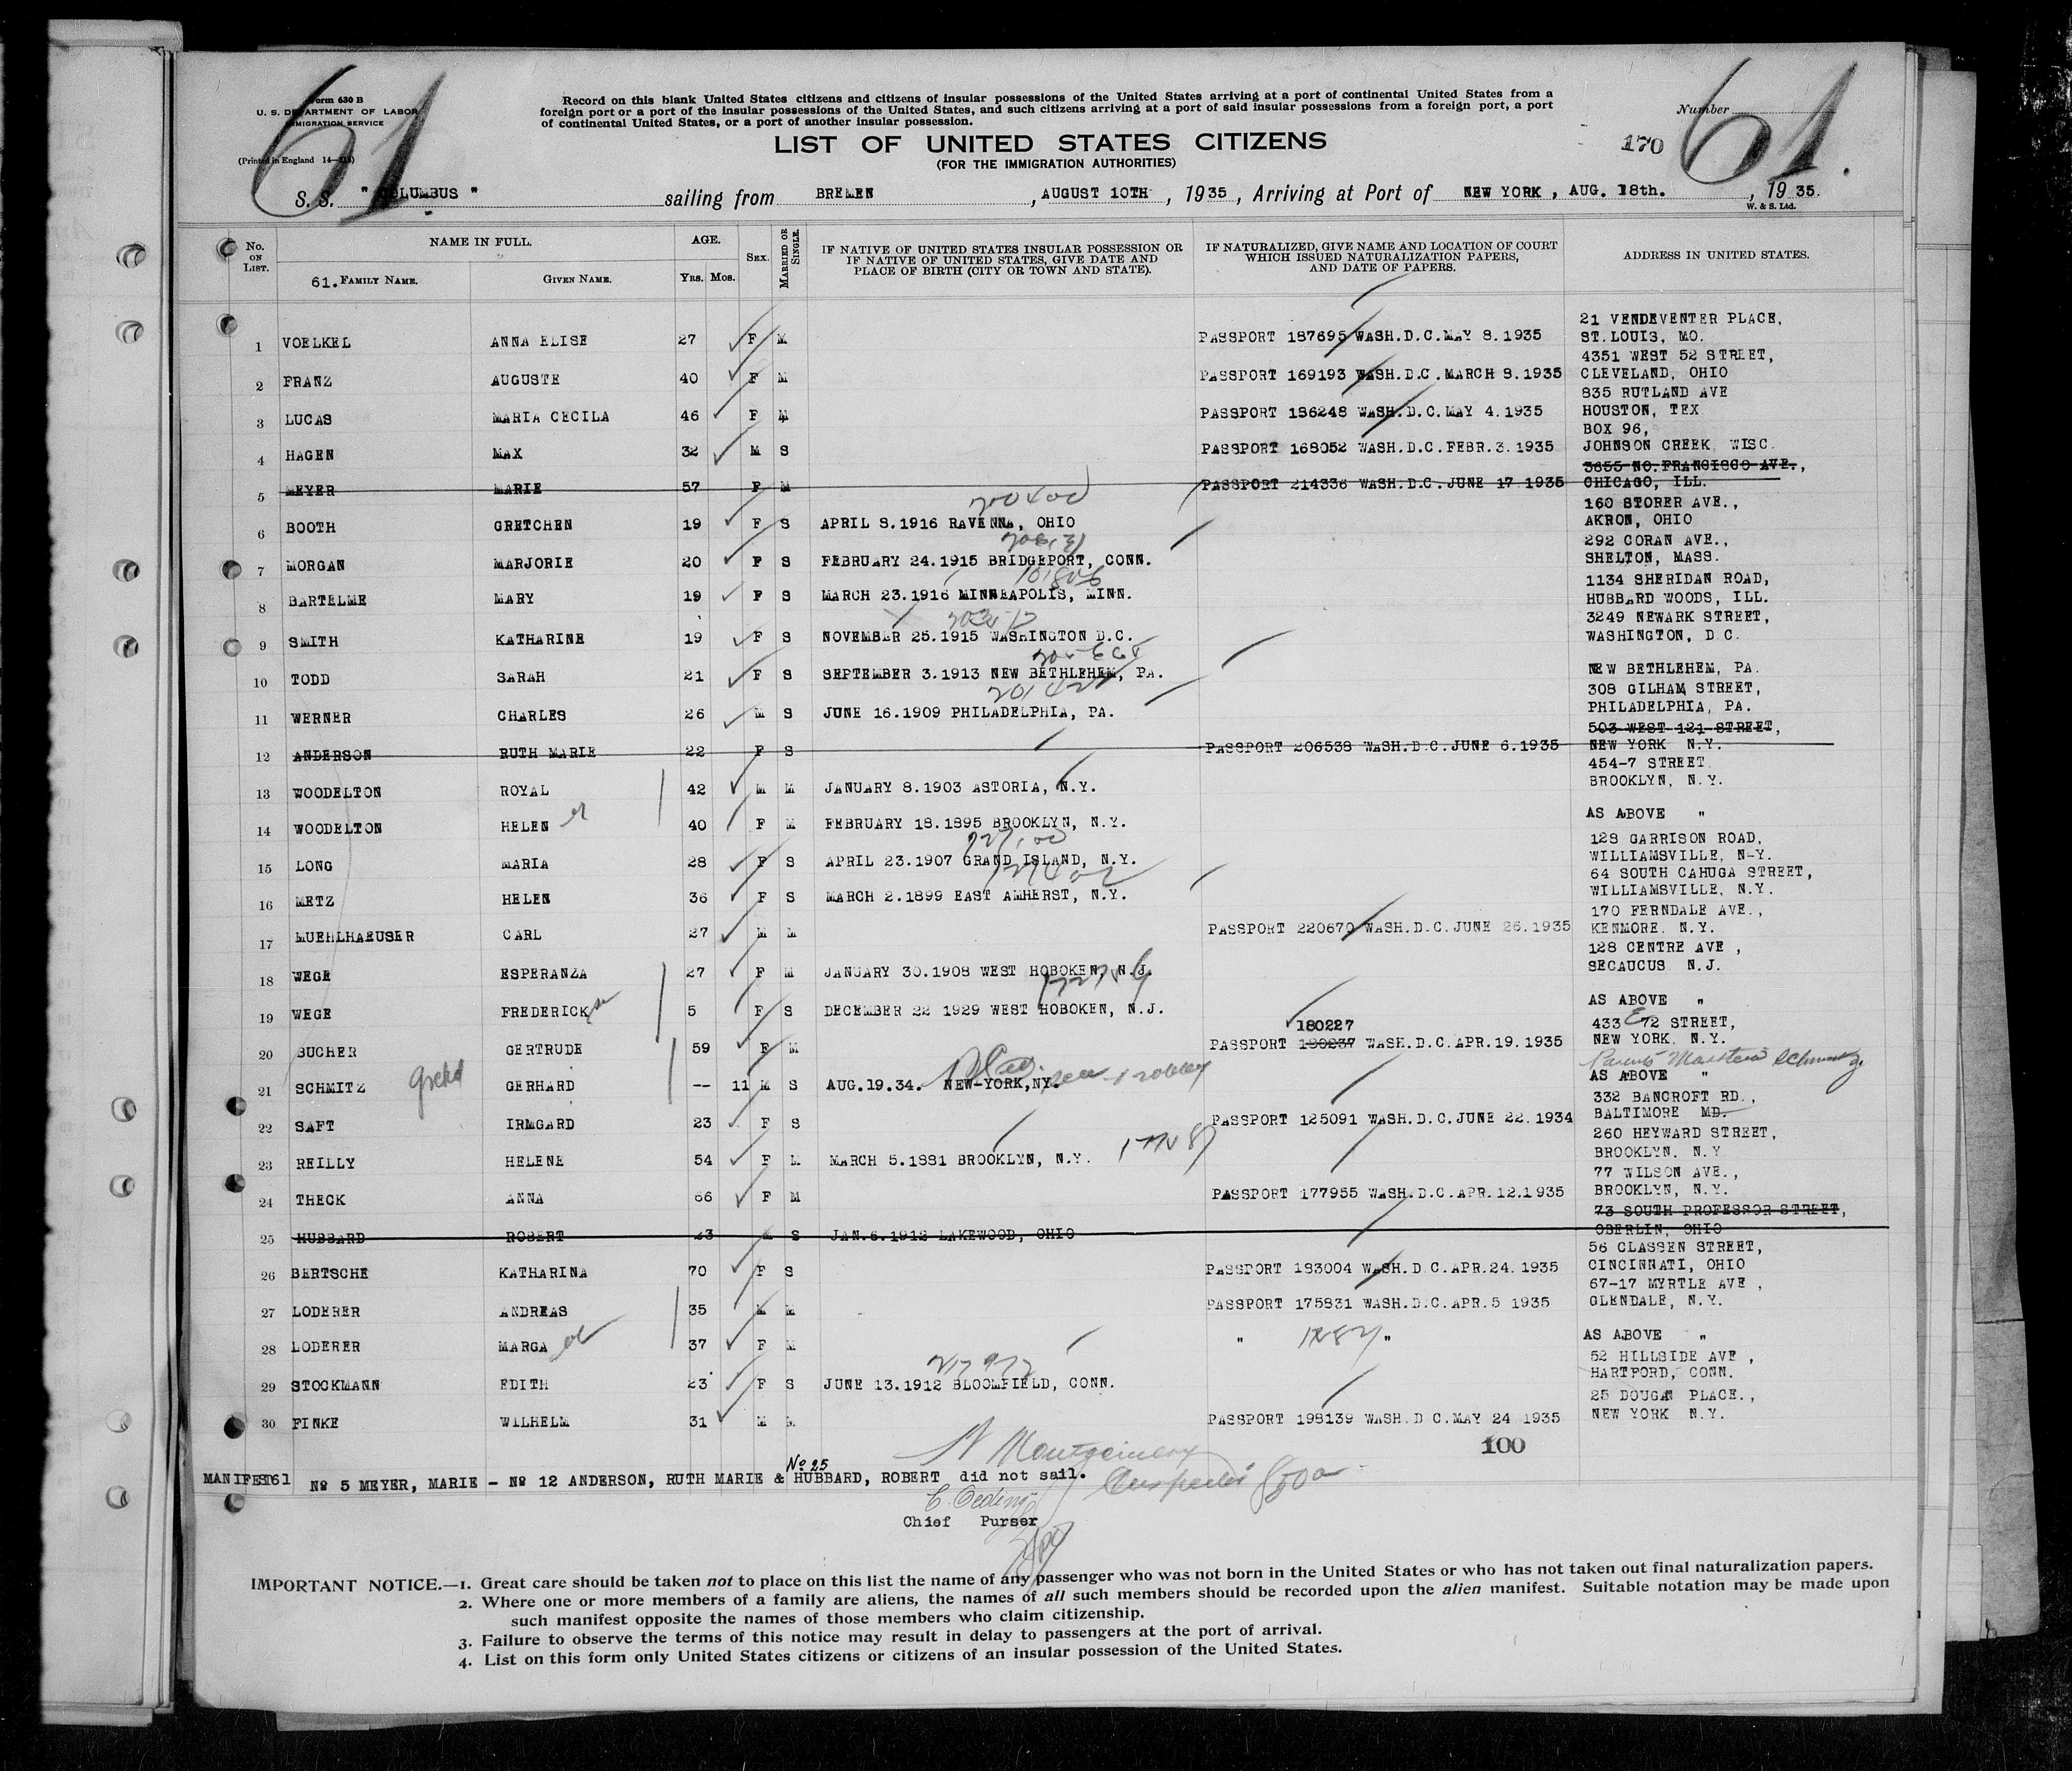 61
61.
Form 630 B
U. S. DEPARTMENT OF LABOR
IMMIGRATION SERVICE
(Printed in England 14—
Record on this blank United States citizens and citizens of insular possessions of the United States arriving at a port of continental United States from a
foreign port or a port of the insular possessions of the United States, and such citizens arriving at a port of said insular possessions from a foreign port, a port
of continental United States, or a port of another insular possession.
Number
LIST OF UNITED STATES CITIZENS
(FOR THE IMMIGRATION AUTHORITIES)
170
S. S. " COLUMBUS " sailing from BREMEN , AUGUST 10TH , 1935 , Arriving at Port of NEW YORK , AUG. 18th. , 1935.
W. & S. Ltd.
No. ON LIST. NAME IN FULL. AGE. SEX. MARRIED OR SINGLE. IF NATIVE OF UNITED STATES INSULAR POSSESSION OR IF NATIVE OF UNITED STATES, GIVE DATE AND PLACE OF BIRTH (CITY OR TOWN AND STATE). IF NATURALIZED, GIVE NAME AND LOCATION OF COURT WHICH ISSUED NATURALIZATION PAPERS, AND DATE OF PAPERS. ADDRESS IN UNITED STATES.
61. FAMILY NAME. GIVEN NAME. YRS. MOS.
21 VENDEVENTER PLACE,
1 VOELKEL ANNA ELISE 27 F M PASSPORT 187695 WASH.D.C.MAY 8.1935 ST.LOUIS, MO.
4351 WEST 52 STREET,
2 FRANZ AUGUSTE 40 F M PASSPORT 169193 WASH.D.C.MARCH 8.1935 CLEVELAND, OHIO
835 RUTLAND AVE
3 LUCAS MARIA CECILA 46 F M PASSPORT 186248 WASH.D.C.MAY 4.1935 HOUSTON, TEX
BOX 96,
4 HAGEN MAX 32 M S PASSPORT 168052 WASH.D.C.FEBR.3.1935 JOHNSON CREEK WISC
3655 NO.FRANCISCO AVE.,
5 MEYER MARIE 57 F M PASSPORT 214336 WASH.D.C.JUNE 17 1935 CHICAGO, ILL.
160 STORER AVE.,
6 BOOTH GRETCHEN 19 F S APRIL 8.1916 RAVENNA, OHIO AKRON, OHIO
292 CORAN AVE.,
7 MORGAN MARJORIE 20 F S FEBRUARY 24.1915 BRIDGEPORT, CONN. SHELTON, MASS.
1134 SHERIDAN ROAD,
8 BARTELME MARY 19 F S MARCH 23.1916 MINNEAPOLIS, MINN. HUBBARD WOODS, ILL.
3249 NEWARK STREET,
9 SMITH KATHARINE 19 F S NOVEMBER 25.1915 WASHINGTON D.C. WASHINGTON, D.C.
10 TODD SARAH 21 F S SEPTEMBER 3.1913 NEW BETHLEHEM, PA. NEW BETHLEHEM, PA.
308 GILHAM STREET,
11 WERNER CHARLES 26 M S JUNE 16.1909 PHILADELPHIA, PA. PHILADELPHIA, PA.
503 WEST 121 STREET,
12 ANDERSON RUTH MARIE 22 F S PASSPORT 206538 WASH.D.C.JUNE 6.1935 NEW YORK N.Y.
454-7 STREET
13 WOODELTON ROYAL 42 M M JANUARY 8.1903 ASTORIA, N.Y. BROOKLYN, N.Y.
14 WOODELTON HELEN 40 F M FEBRUARY 18.1895 BROOKLYN, N.Y. AS ABOVE "
128 GARRISON ROAD,
15 LONG MARIA 28 F S APRIL 23.1907 GRAND ISLAND, N.Y. WILLIAMSVILLE, N-Y.
64 SOUTH CAHUGA STREET,
16 METZ HELEN 36 F S MARCH 2.1899 EAST AMHERST, N.Y. WILLIAMSVILLE, N.Y.
170 FERNDALE AVE.,
17 MUEHLHAEUSER CARL 27 M M PASSPORT 220670 WASH.D.C.JUNE 26.1935 KENMORE. N.Y.
128 CENTRE AVE ,
18 WEGE ESPERANZA 27 F M JANUARY 30.1908 WEST HOBOKEN, N.J. SECAUCUS N.J.
19 WEGE FREDERICK 5 F S DECEMBER 22 1929 WEST HOBOKEN, N.J. AS ABOVE "
180227 433 E 72 STREET,
20 BUCHER GERTRUDE 59 F M PASSPORT 190237 WASH.D.C.APR.19.1935 NEW YORK. N.Y.
21 SCHMITZ GERHARD -- 11 M S AUG.19.34. NEW-YORK,NY. AS ABOVE "
332 BANCROFT RD.,
22 SAFT IRMGARD 23 F S PASSPORT 125091 WASH.D.C.JUNE 22.1934 BALTIMORE MD.
260 HEYWARD STREET,
23 REILLY HELENE 54 F M MARCH 5.1881 BROOKLYN, N.Y. BROOKLYN. N.Y
77 WILSON AVE.,
24 THECK ANNA 66 F M PASSPORT 177955 WASH.D.C.APR.12.1935 BROOKLYN, N.Y.
73 SOUTH PROFESSOR STREET,
25 HUBBARD ROBERT 23 M S JAN.6.1912 LAKEWOOD, OHIO OBERLIN, OHIO
56 CLASSEN STREET,
26 BERTSCHE KATHARINA 70 F S PASSPORT 183004 WASH.D.C.APR.24.1935 CINCINNATI, OHIO
67-17 MYRTLE AVE ,
27 LODERER ANDREAS 35 M M PASSPORT 175831 WASH.D.C.APR.5 1935 GLENDALE, N.Y.
28 LODERER MARGA 37 F M " " AS ABOVE "
52 HILLSIDE AVE ,
29 STOCKMANN EDITH 23 F S JUNE 13.1912 BLOOMFIELD, CONN. HARTFORD, CONN.
25 DOUGAN PLACE.,
30 FINKE WILHELM 31 M M PASSPORT 198139 WASH.D C.MAY 24 1935 NEW YORK N.Y.
100
Montgomery
No 25
MANIFEST61 No 5 MEYER, MARIE - No 12 ANDERSON, RUTH MARIE & HUBBARD, ROBERT did not sail.
Inspector
Chief Purser
IMPORTANT NOTICE.—1. Great care should be taken not to place on this list the name of any passenger who was not born in the United States or who has not taken out final naturalization papers.
2. Where one or more members of a family are aliens, the names of all such members should be recorded upon the alien manifest. Suitable notation may be made upon
such manifest opposite the names of those members who claim citizenship.
3. Failure to observe the terms of this notice may result in delay to passengers at the port of arrival.
4. List on this form only United States citizens or citizens of an insular possession of the United States.